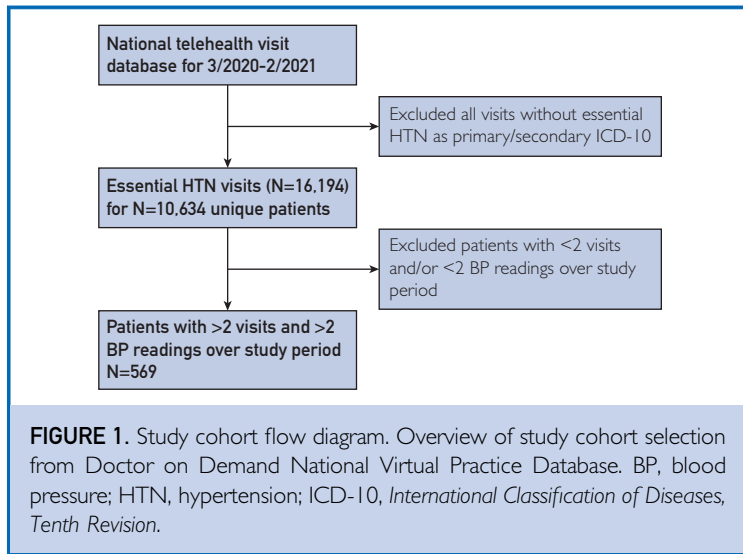 National telehealth visit
database for 3/2020-2/2021
Excluded all visits without essential
HTN as primary/secondary ICD-10
Essential HTN visits (N=16,194)
for N=10,634 unique patients
Excluded patients with <2 visits
and/or <2 BP readings over study
period
Patients with >2 visits and >2
BP readings over study period
N=569
FIGURE 1. Study cohort flow diagram. Overview of study cohort selection
from Doctor on Demand National Virtual Practice Database. BP, blood
pressure; HTN, hypertension; ICD-10, International Classification of Diseases,
Tenth Revision.